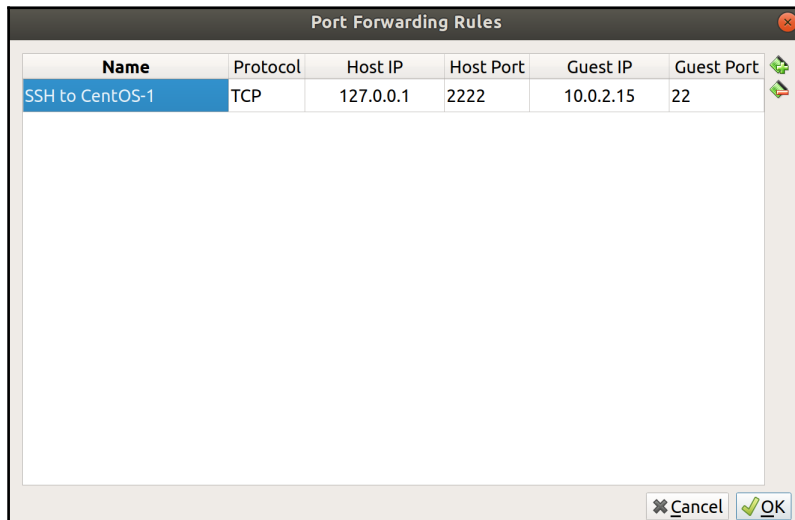 Port Forwarding Rules
Name Protocol Host IP Host Port Guest IP Guest Port
SSH to CentOS-1 TCP 127.0.0.1 2222 10.0.2.15 22
Cancel OK